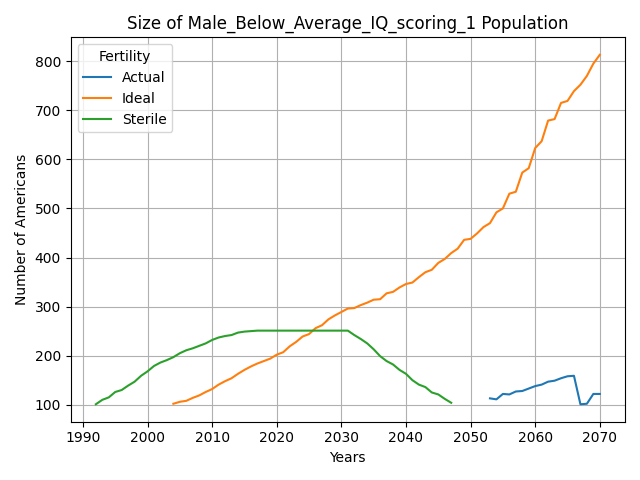 Size of Male_Below_Average_IQ_scoring_1 Population
Fertility
Actual
Ideal
Sterile
Number of Americans
800
700
600
500
400
300
200
100
1990
2000
2010
2020
2030
2040
2050
2060
2070
Years